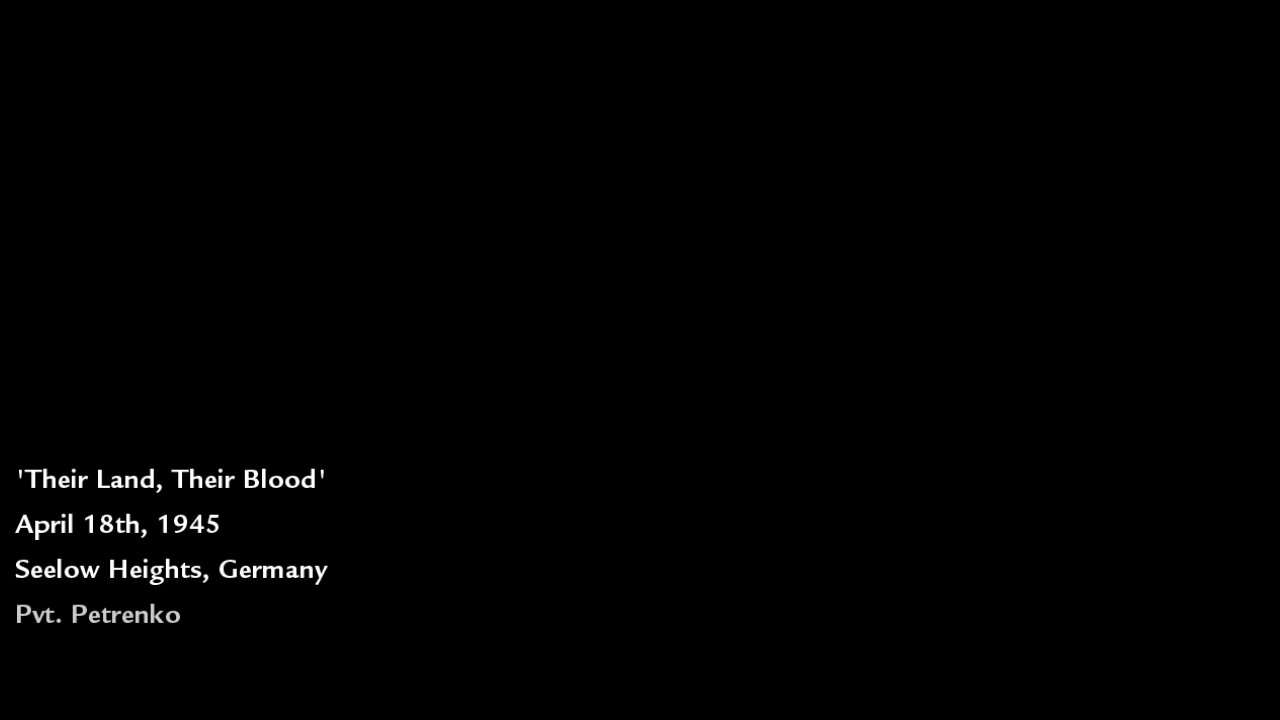 'Their Land, Their Blood'
April 18th, 1945
Seelow Heights, Germany
Pvt. Petrenko